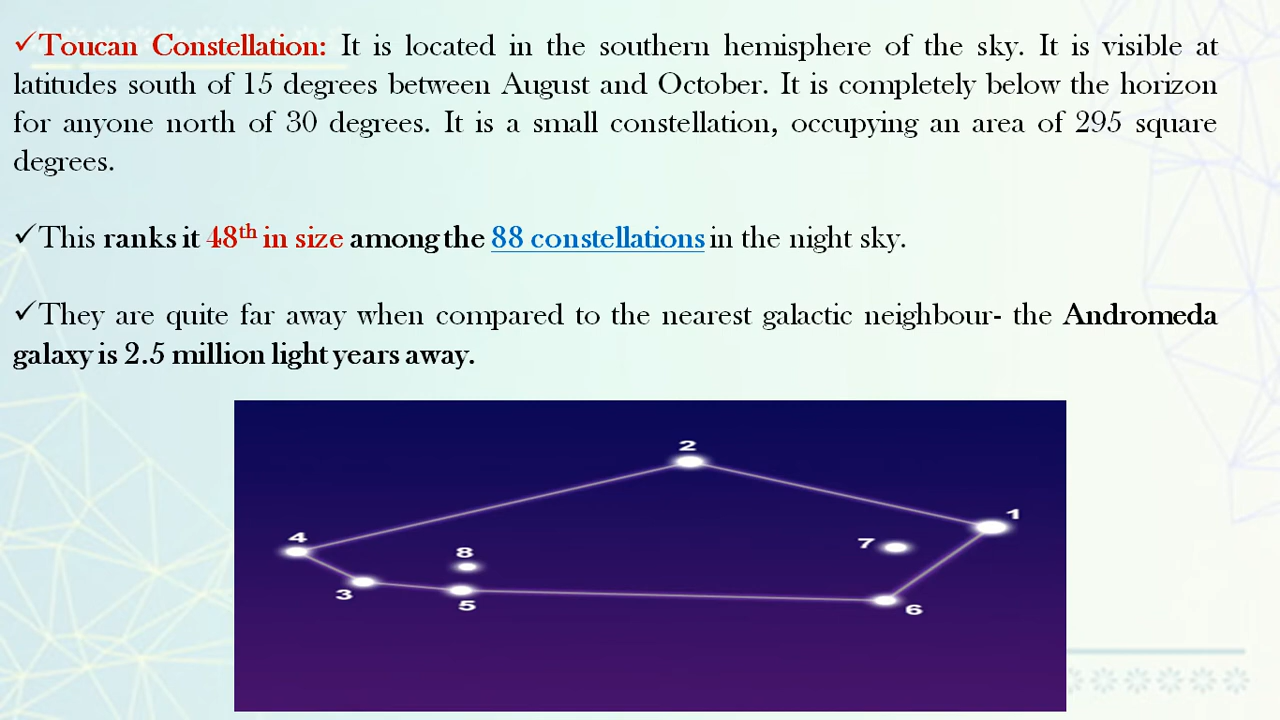 ✓Toucan Constellation: It is located in the southern hemisphere of the sky. It is visible at
latitudes south of 15 degrees between August and October. It is completely below the horizon
for anyone north of 30 degrees. It is a small constellation, occupying an area of 295 square
degrees.
✓This ranks it 48th in size among the 88 constellations in the night sky.
✓They are quite far away when compared to the nearest galactic neighbour- the Andromeda
galaxy is 2.5 million light years away.
2
1
4
7
8
3
5
6